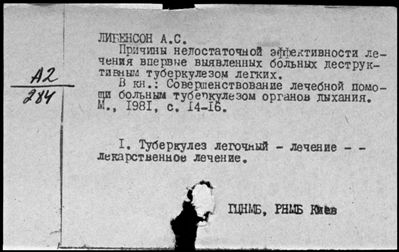 ЛИБЕНСОН А.С.
Причины недостаточной эффективности ле-
чения впервые выявленных больных деструк-
тивным туберкулезом легких.
В кн.: Совершенствование лечебной помо-
щи больным туберкулезом органов дыхания.
М., 1981, с. 14-16.
А2
284
I. Туберкулез легочный - лечение - -
лекарственное лечение.
ГЦНМБ, РНМБ Киев